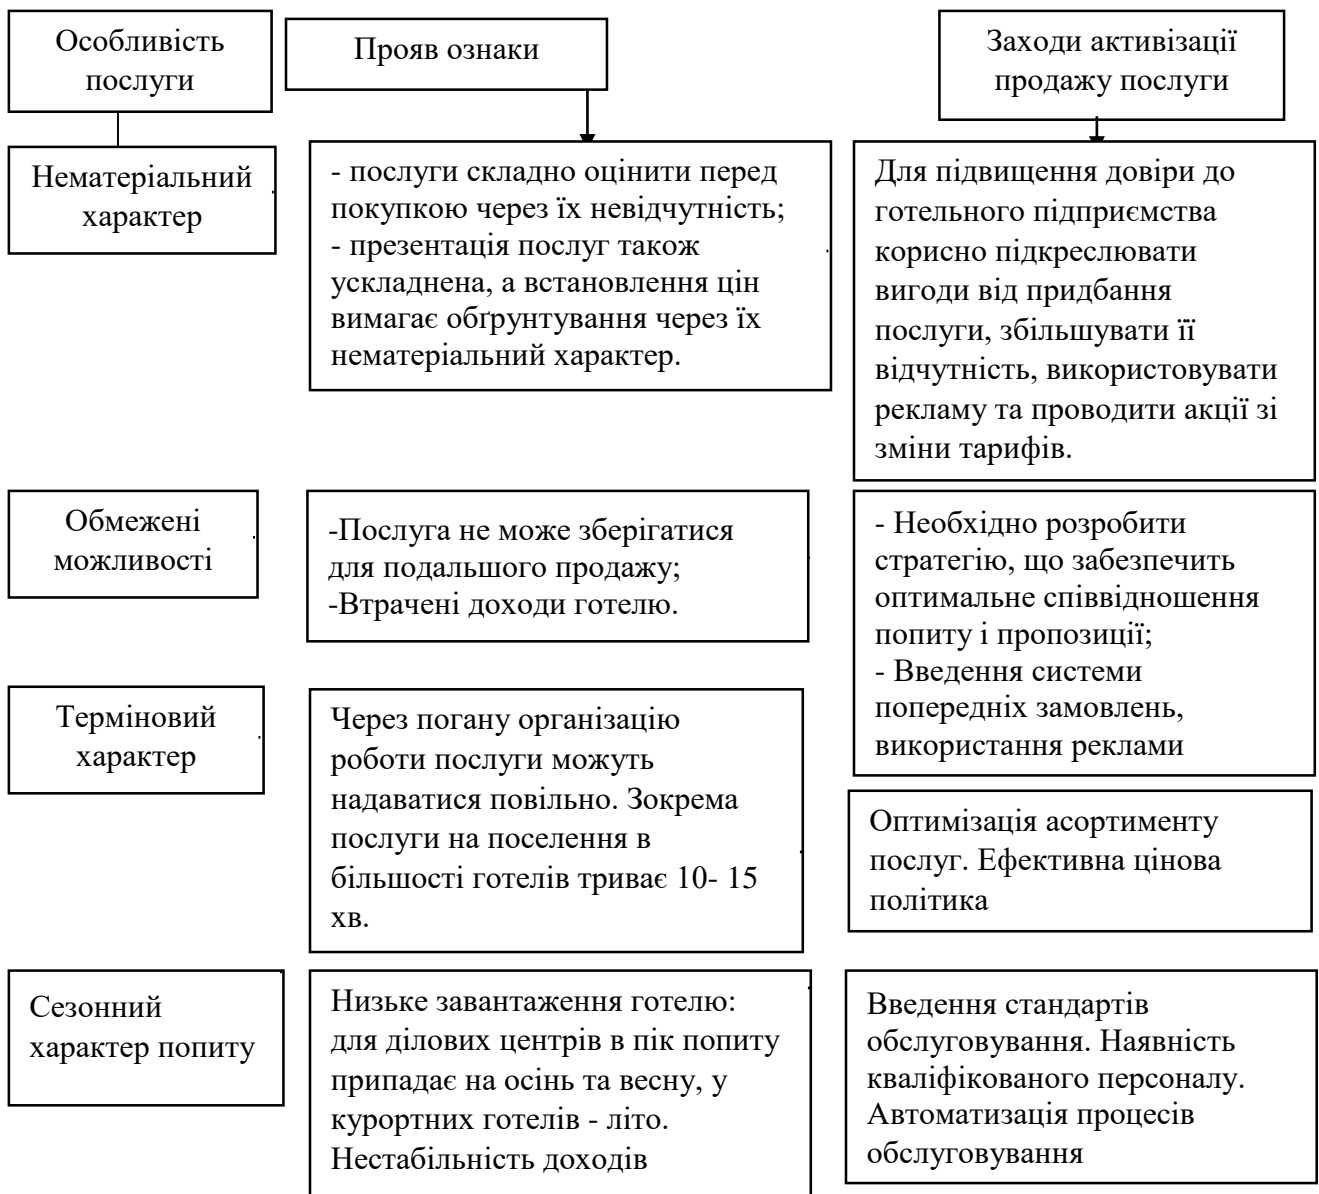 Особливість
послуги
Прояв ознаки
Заходи активізації
продажу послуги
Нематеріальний
характер
- послуги складно оцінити перед
покупкою через їх невідчутність;
- презентація послуг також
ускладнена, а встановлення цін
вимагає обґрунтування через їх
нематеріальний характер.
Для підвищення довіри до
готельного підприємства
корисно підкреслювати
вигоди від придбання
послуги, збільшувати її
відчутність, використовувати
рекламу та проводити акції зі
зміни тарифів.
Обмежені
можливості
-Послуга не може зберігатися
для подальшого продажу;
-Втрачені доходи готелю.
- Необхідно розробити
стратегію, що забезпечить
оптимальне співвідношення
попиту і пропозиції;
- Введення системи
попередніх замовлень,
використання реклами
Терміновий
характер
Через погану організацію
роботи послуги можуть
надаватися повільно. Зокрема
послуги на поселення в
більшості готелів триває 10- 15
хв.
Оптимізація асортименту
послуг. Ефективна цінова
політика
Сезонний
характер попиту
Низьке завантаження готелю:
для ділових центрів в пік попиту
припадає на осінь та весну, у
курортних готелів - літо.
Нестабільність доходів
Введення стандартів
обслуговування. Наявність
кваліфікованого персоналу.
Автоматизація процесів
обслуговування